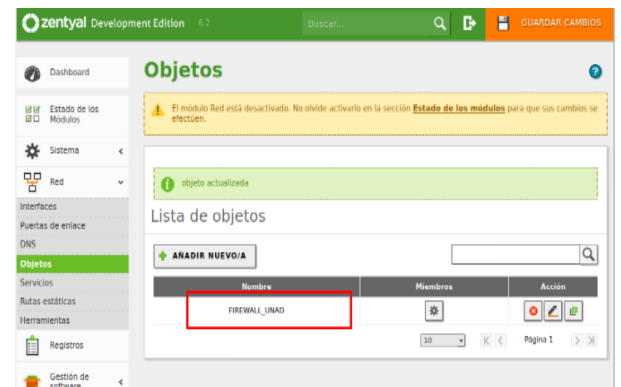 zentyal Development Edition 6.2
Buscar...
GUARDAR CAMBIOS
Dashboard
Estado de los
Módulos
Sistema
Red
Interfaces
Puertas de enlace
DNS
Objetos
Servicios
Rutas estáticas
Herramientas
Registros
Gestión de
software
Objetos
El módulo Red está desactivado. No olvide activarlo en la sección Estado de los módulos para que sus cambios se
efectúen.
objeto actualizada
Lista de objetos
AÑADIR NUEVO/A
Nombre Miembros Acción
FIREWALL_UNAD
10 Página 1